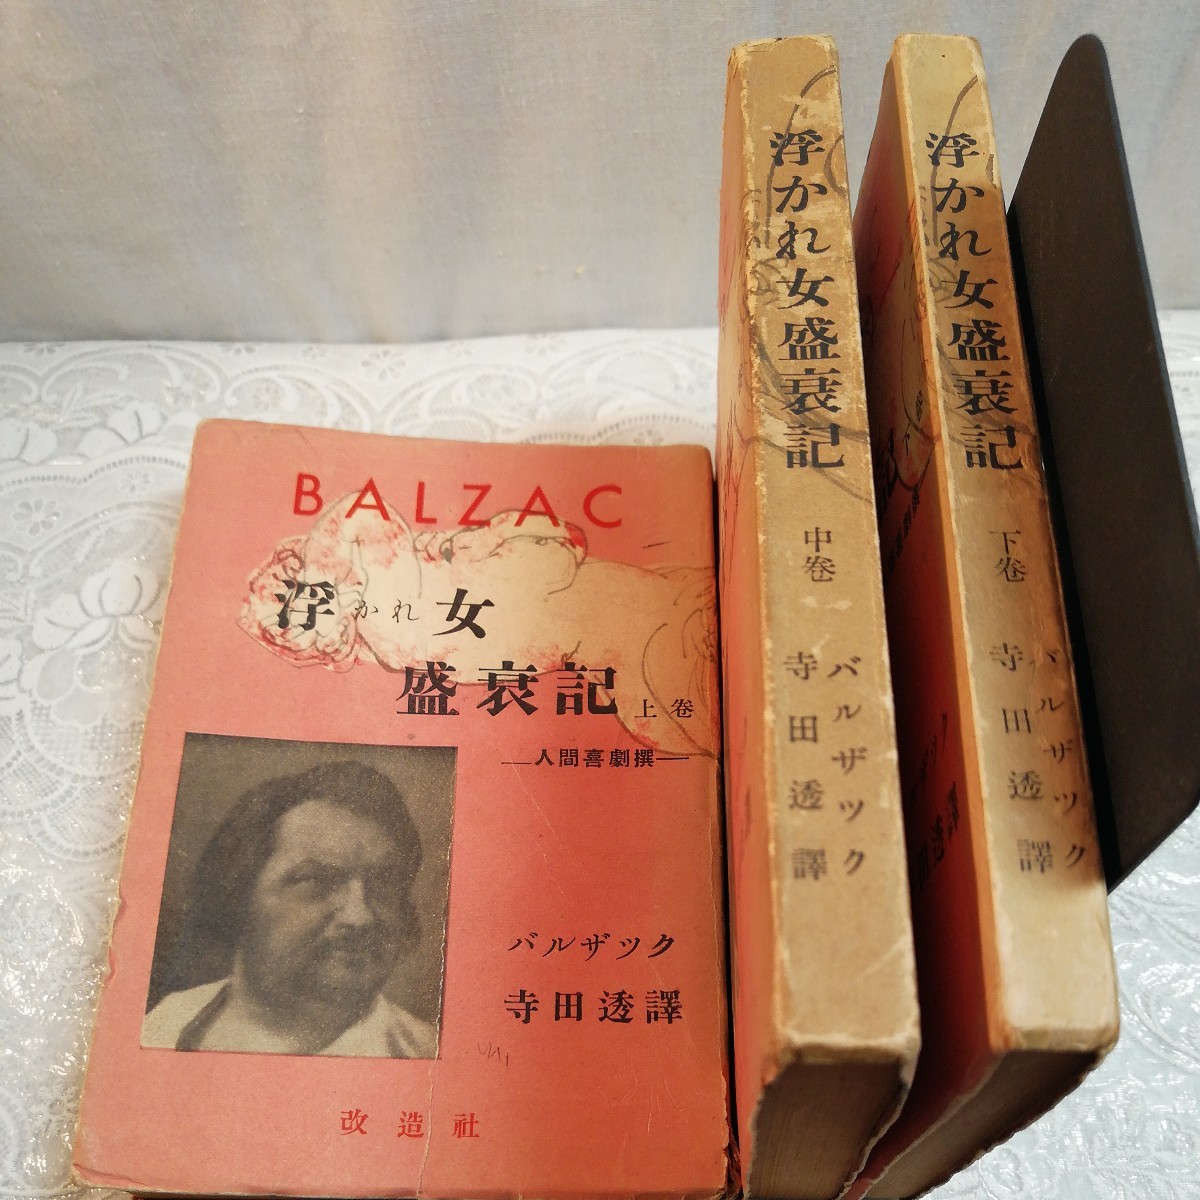 BALZAC
浮かれ女
盛衰記 上卷
―人間喜劇撰―
バルザック
寺田透譯
改造社
浮かれ女盛衰記 中卷
バルザック
寺田透譯
浮かれ女盛衰記 下卷
バルザック
寺田透譯